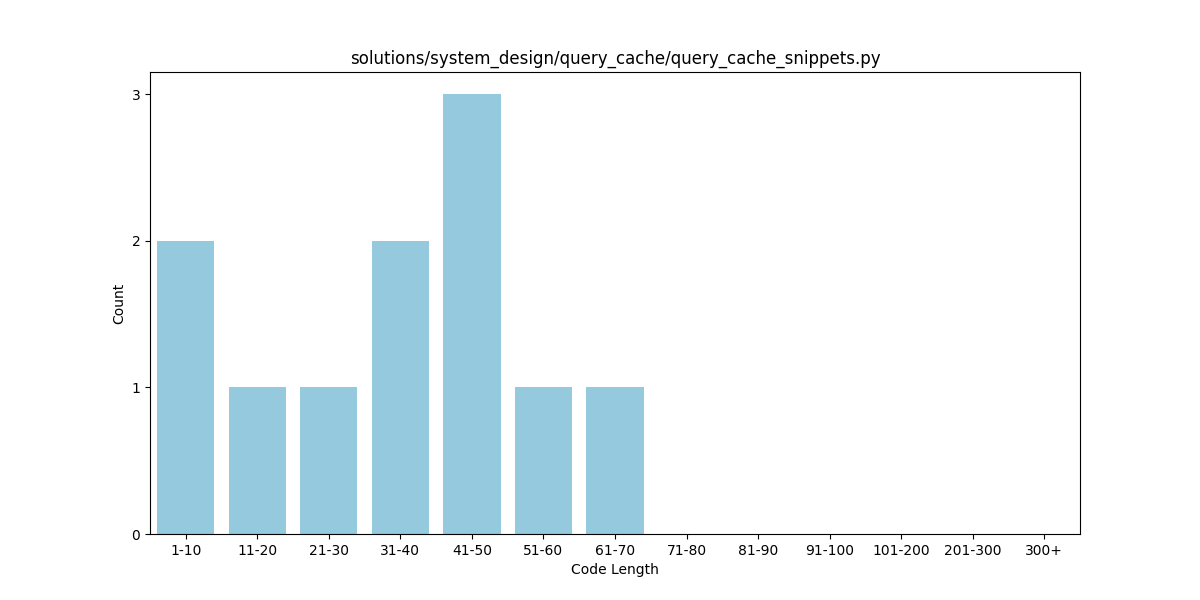 solutions/system_design/query_cache/query_cache_snippets.py
3
2
1
0
Count
1-10 11-20 21-30 31-40 41-50 51-60 61-70 71-80 81-90 91-100 101-200 201-300 300+
Code Length